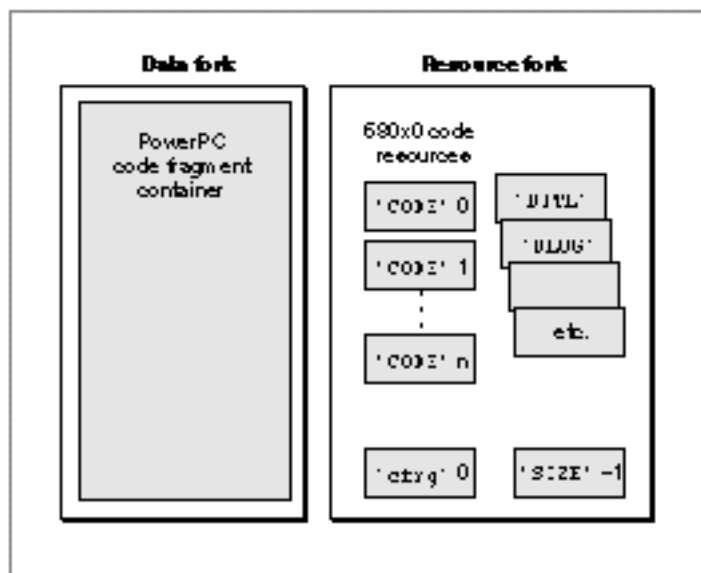 Data fork
Resource fork
PowerPC
code fragment
container
680x0 code
resources
'CODE' 0
'CODE' 1
'CODE' n
'DITL'
'DLOG'
etc.
'cfrg' 0
'SIZE' –1